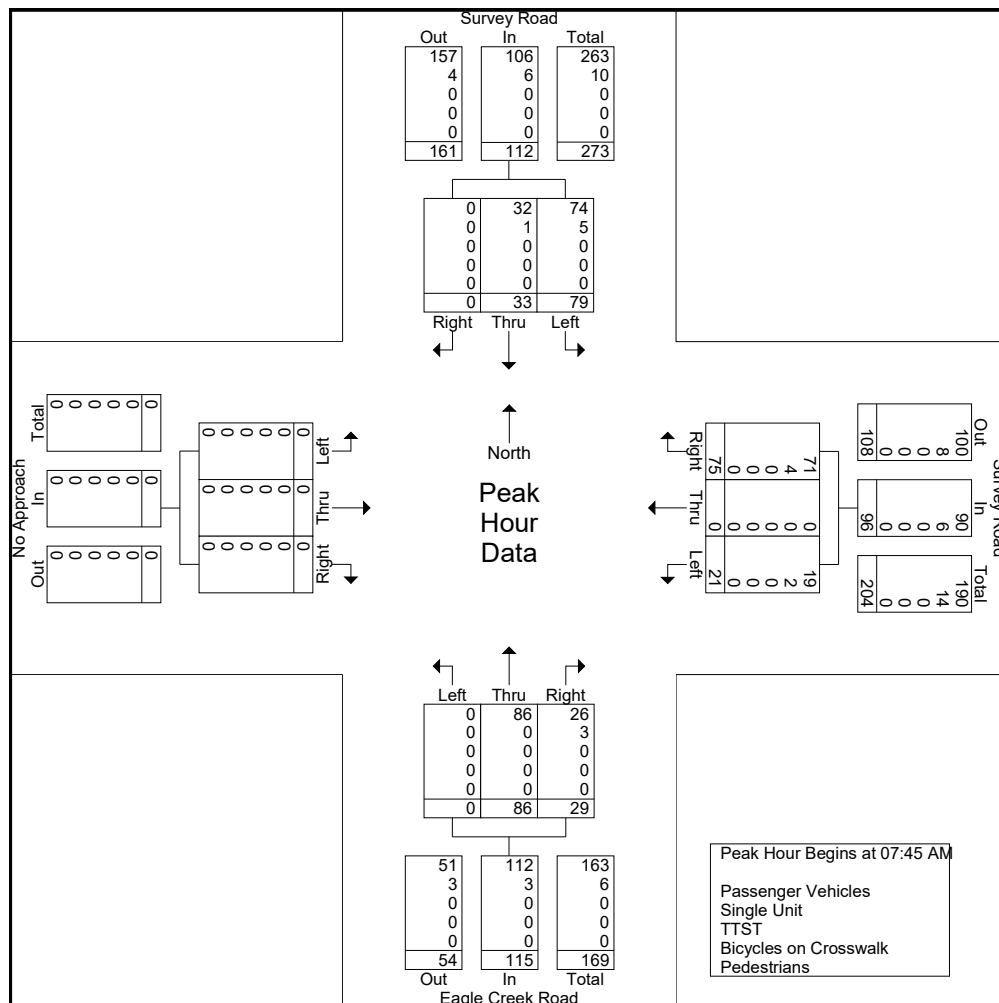 Survey Road
Out In Total
157 106 263
4 6 10
0 0 0
0 0 0
0 0 0
161 112 273
0 32 74
0 1 5
0 0 0
0 0 0
0 0 0
0 33 79
Right Thru Left
No Approach
Total
0 0 0 0 0 0
In
0 0 0 0 0 0
Out
0 0 0 0 0 0
Left
0 0 0 0 0 0
Thru
0 0 0 0 0 0
Right
0 0 0 0 0 0
North
Peak
Hour
Data
Right
71 4 0 0 0 75
Thru
0 0 0 0 0 0
Left
19 2 0 0 0 21
Survey Road
Out
100 8 0 0 0 108
In
90 6 0 0 0 96
Total
190 14 0 0 0 204
Left Thru Right
0 86 26
0 0 3
0 0 0
0 0 0
0 0 0
0 86 29
51 112 163
3 3 6
0 0 0
0 0 0
0 0 0
54 115 169
Out In Total
Eagle Creek Road
Peak Hour Begins at 07:45 AM
Passenger Vehicles
Single Unit
TTST
Bicycles on Crosswalk
Pedestrians